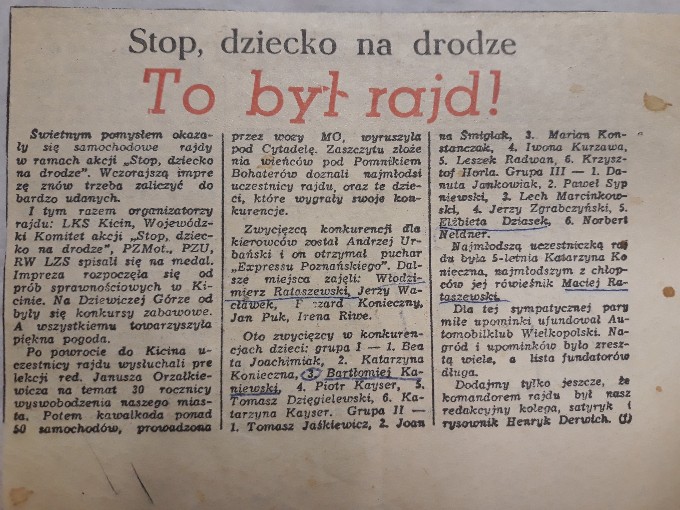 Stop, dziecko na drodze
To był rajd!
Świetnym pomysłem okaza-
ły się samochodowe rajdy
w ramach akcji „Stop, dziecko
na drodze”. Wczorajszą impre
zę znów trzeba zaliczyć do
bardzo udanych.
I tym razem organizatorzy
rajdu: LKS Kicin, Wojewódz-
ki Komitet akcji „Stop, dziec-
ko na drodze”, PZMot., PZU,
RW LZS spisali się na medal.
Impreza rozpoczęła się od
prób sprawnościowych w Ki-
cinie. Na Dziewiczej Górze od
były się konkursy zabawowe.
A wszystkiemu towarzyszyła
piękna pogoda.
Po powrocie do Kicina u-
czestnicy rajdu wysłuchali pre
lekcji red. Janusza Orzałkie-
wicza na temat 30 rocznicy
wyswobodzenia naszego mias-
ta. Potem kawalkada ponad
50 samochodów, prowadzona
przez wozy MO, wyruszyła
pod Cytadelę. Zaszczytu złoże
nia wieńców pod Pomnikiem
Bohaterów doznali najmłodsi
uczestnicy rajdu, oraz te dzie
ci, które wygrały swoje kon-
kurencje.
Zwycięzcą konkurencji dla
kierowców został Andrzej Ur-
bański i on otrzymał puchar
„Expressu Poznańskiego”. Dal-
sze miejsca zajęli: Włodzi-
mierz Rataszewski, Jerzy Wa-
cławek, Konieczny,
Jan Puk, Irena Riwe.
Oto zwycięzcy w konkuren-
cjach dzieci: grupa I — 1. Bea
ta Joachimiak, 2. Katarzyna
Konieczna, 3. Bartłomiej Ka-
niewski, 4. Piotr Kayser, 5.
Tomasz Dzięgielewski, 6. Ka-
tarzyna Kayser. Grupa II —
1. Tomasz Jaśkiewicz, 2. Joan
na Śmiglak, 3. Marian Kon-
stanczak, 4. Iwona Kurzawa,
5. Leszek Radwan, 6. Krzysz-
tof Horla. Grupa III — 1. Da-
nuta Jankowiak, 2. Paweł Syp
niewski, 3. Lech Marcinkow-
ski, 4. Jerzy Zgrabczyński, 5.
Elżbieta Dziasek, 6. Norbert
Neldner.
Najmłodszą uczestniczką raj
du była 5-letnia Katarzyna Ko
nieczna, najmłodszym z chłop-
ców jej rówieśnik Maciej Ra-
taszewski.
Dla tej sympatycznej pary
miłe upominki ufundował Au-
tomobilklub Wielkopolski. Na-
gród i upominków było zresz-
tą wiele, a lista fundatorów
długa.
Dodajmy tylko jeszcze, że
komandorem rajdu był nasz
redakcyjny kolega, satyryk i
rysownik Henryk Derwich.